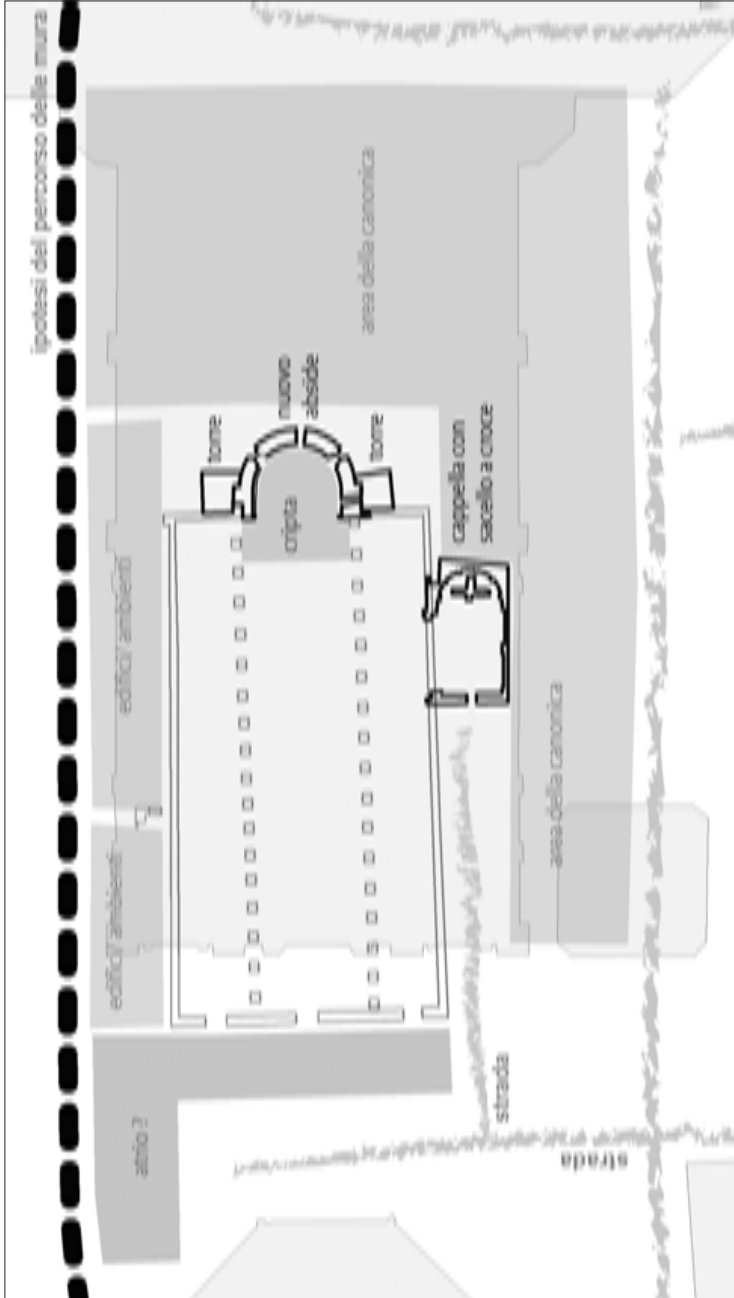 ipotesi del percorso delle mura
area della canonica
torre
nuovo
abside
torre
cripta
cappella con
sacello a croce
edifici/ ambienti
edifici/ ambienti
area della canonica
atrio ?
strada
strada